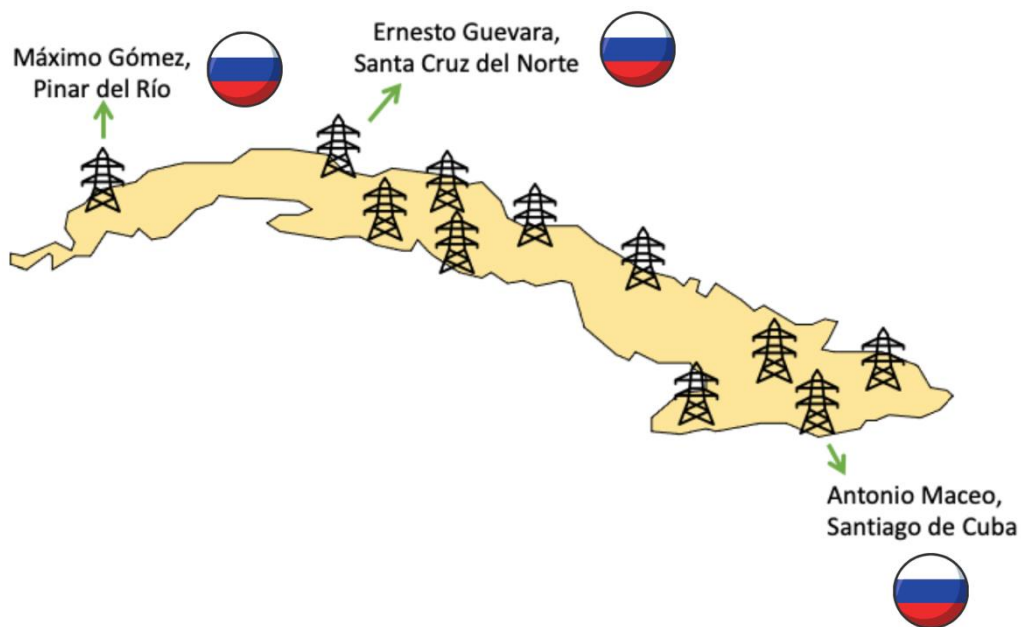 Máximo Gómez,
Pinar del Río
Ernesto Guevara,
Santa Cruz del Norte
Antonio Maceo,
Santiago de Cuba